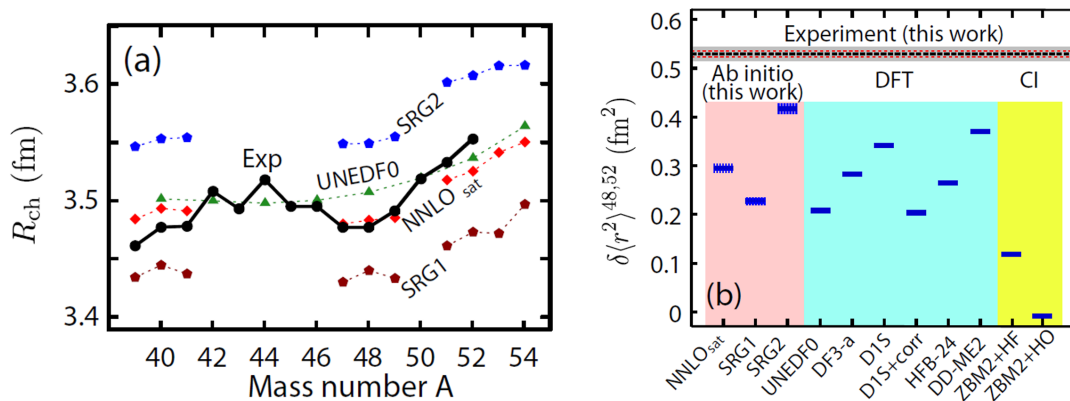 (a)
3.6
3.5
3.4
R_ch (fm)
SRG2
Exp
UNEDF0
NNLO_sat
SRG1
40 42 44 46 48 50 52 54
Mass number A
0.6
0.5
0.4
0.3
0.2
0.1
0
δ⟨r²⟩^48,52 (fm²)
Experiment (this work)
Ab initio
(this work)
DFT
CI
(b)
NNLO_sat
SRG1
SRG2
UNEDF0
DF3-a
D1S
D1S+corr
HFB-24
DD-ME2
ZBM2+HF
ZBM2+HO